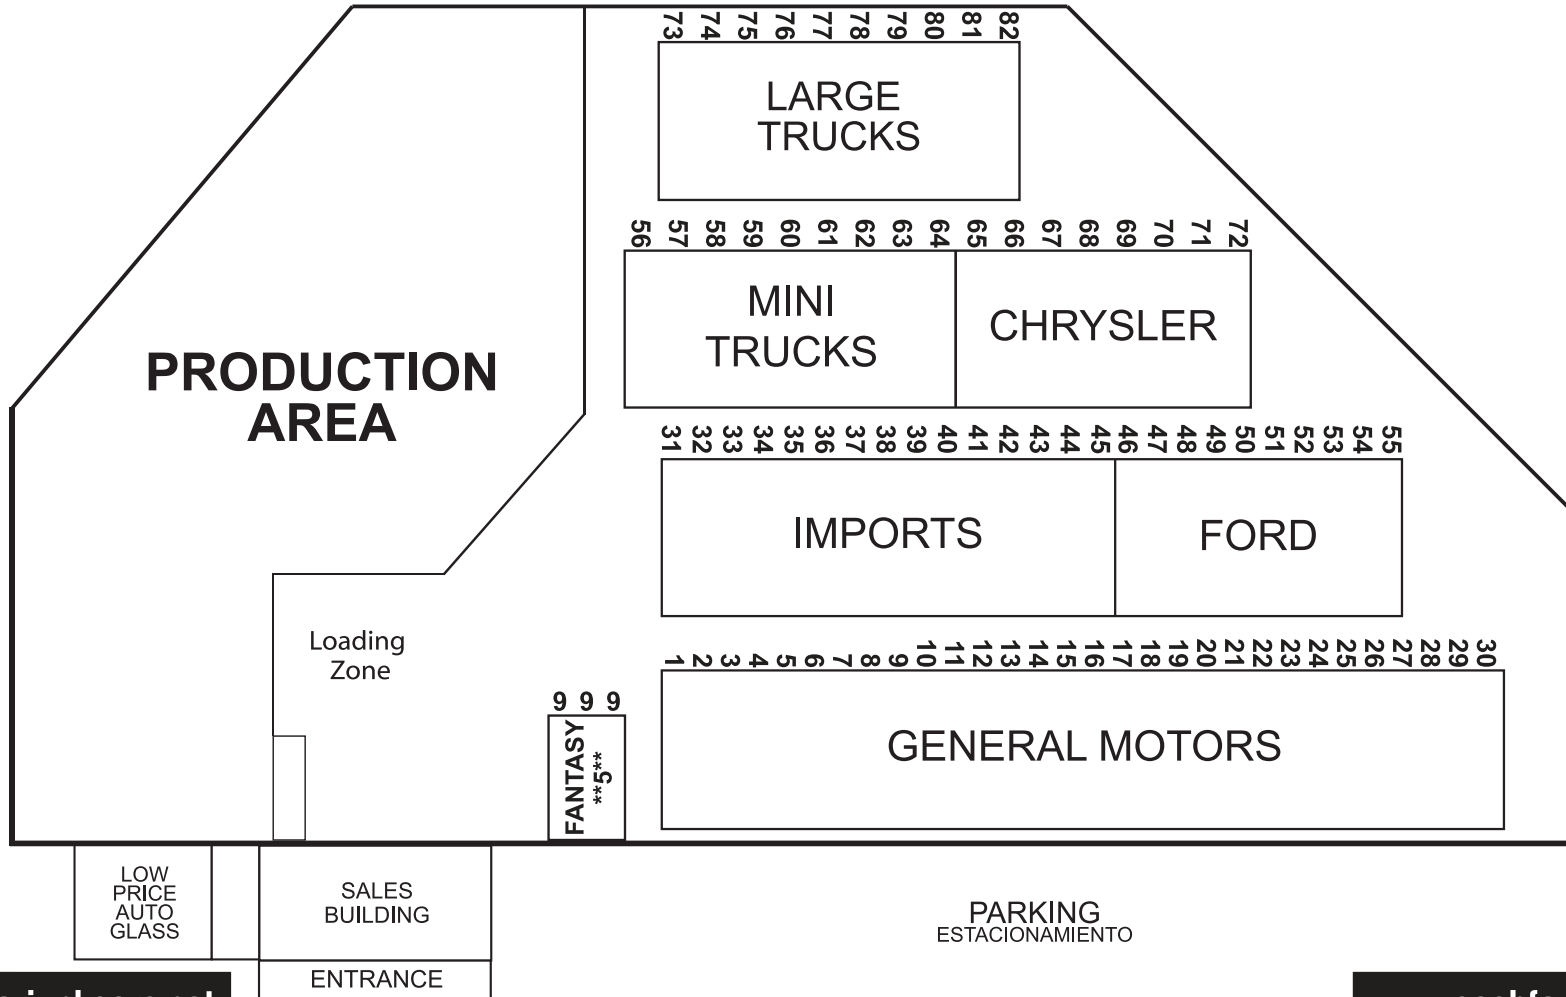 73 74 75 76 77 78 79 80 81 82
LARGE
TRUCKS
56 57 58 59 60 61 62 63 64 65 66 67 68 69 70 71 72
MINI
TRUCKS
CHRYSLER
PRODUCTION
AREA
31 32 33 34 35 36 37 38 39 40 41 42 43 44 45 46 47 48 49 50 51 52 53 54 55
IMPORTS
FORD
Loading
Zone
1 2 3 4 5 6 7 8 9 10 11 12 13 14 15 16 17 18 19 20 21 22 23 24 25 26 27 28 29 30
GENERAL MOTORS
9 9 9
FANTASY
**5**
LOW
PRICE
AUTO
GLASS
SALES
BUILDING
ENTRANCE
PARKING
ESTACIONAMIENTO